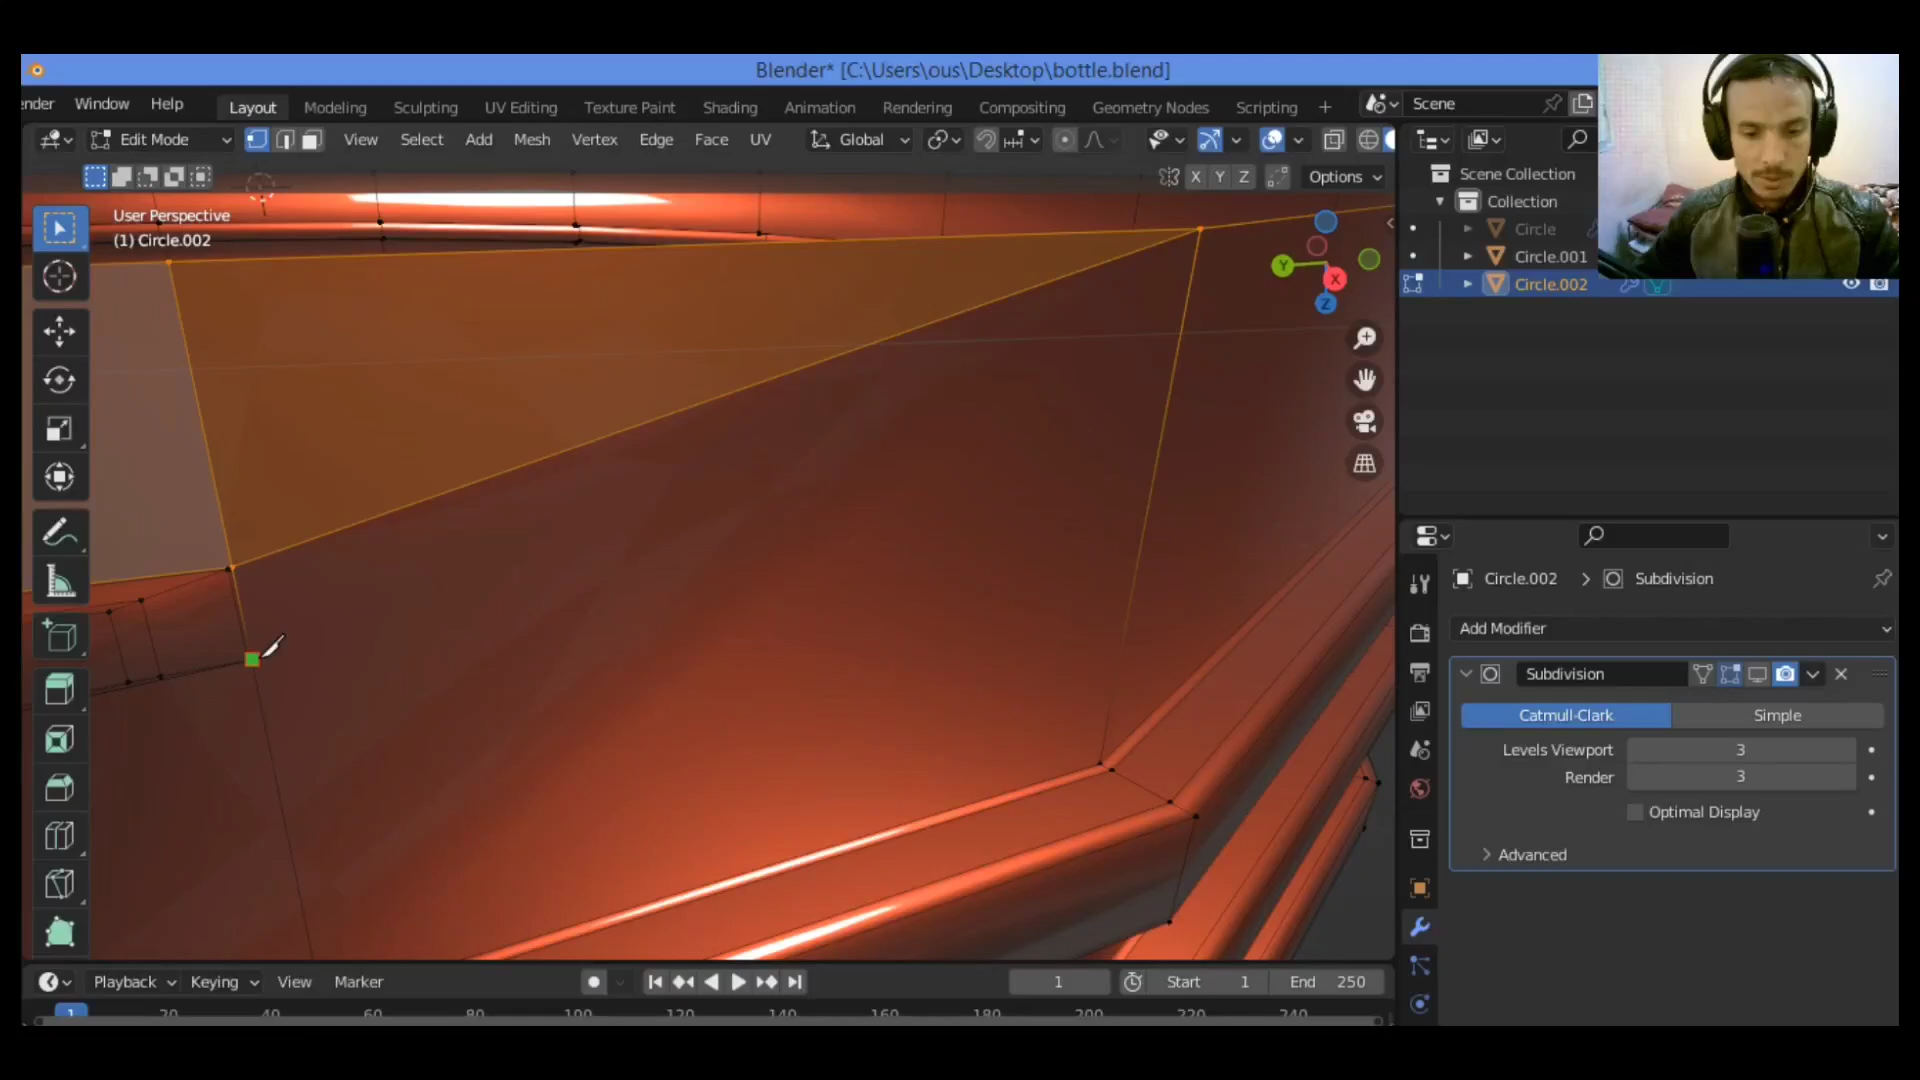 Blender* [C:\Users\ous\Desktop\bottle.blend]
ender Window Help Layout Modeling Sculpting UV Editing Texture Paint Shading Animation Rendering Compositing Geometry Nodes Scripting + Scene
Edit Mode View Select Add Mesh Vertex Edge Face UV Global
X Y Z Options
User Perspective
(1) Circle.002
Y X Z
Scene Collection
Collection
Circle
Circle.001
Circle.002
Circle.002 Subdivision
Add Modifier
Subdivision
Catmull-Clark Simple
Levels Viewport 3
Render 3
Optimal Display
Advanced
Playback Keying View Marker 1 Start 1 End 250
1 20 40 60 80 100 120 140 160 180 200 220 240